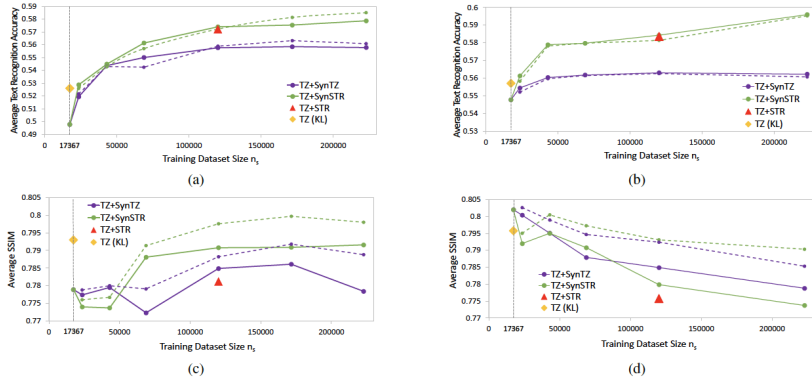 Average Text Recognition Accuracy
0.59
0.58
0.57
0.56
0.55
0.54
0.53
0.52
0.51
0.5
0.49
0
17367
50000
100000
150000
200000
TZ+SynTZ
TZ+SynSTR
TZ+STR
TZ (KL)
Training Dataset Size ns
(a)
Average Text Recognition Accuracy
0.6
0.59
0.58
0.57
0.56
0.55
0.54
0.53
0
17367
50000
100000
150000
200000
TZ+SynTZ
TZ+SynSTR
TZ+STR
TZ (KL)
Training Dataset Size ns
(b)
Average SSIM
0.805
0.8
0.795
0.79
0.785
0.78
0.775
0.77
TZ+SynTZ
TZ+SynSTR
TZ+STR
TZ (KL)
0
17367
50000
100000
150000
200000
Training Dataset Size ns
(c)
Average SSIM
0.805
0.8
0.795
0.79
0.785
0.78
0.775
0.77
TZ+SynTZ
TZ+SynSTR
TZ+STR
TZ (KL)
0
17367
50000
100000
150000
200000
Training Dataset Size ns
(d)